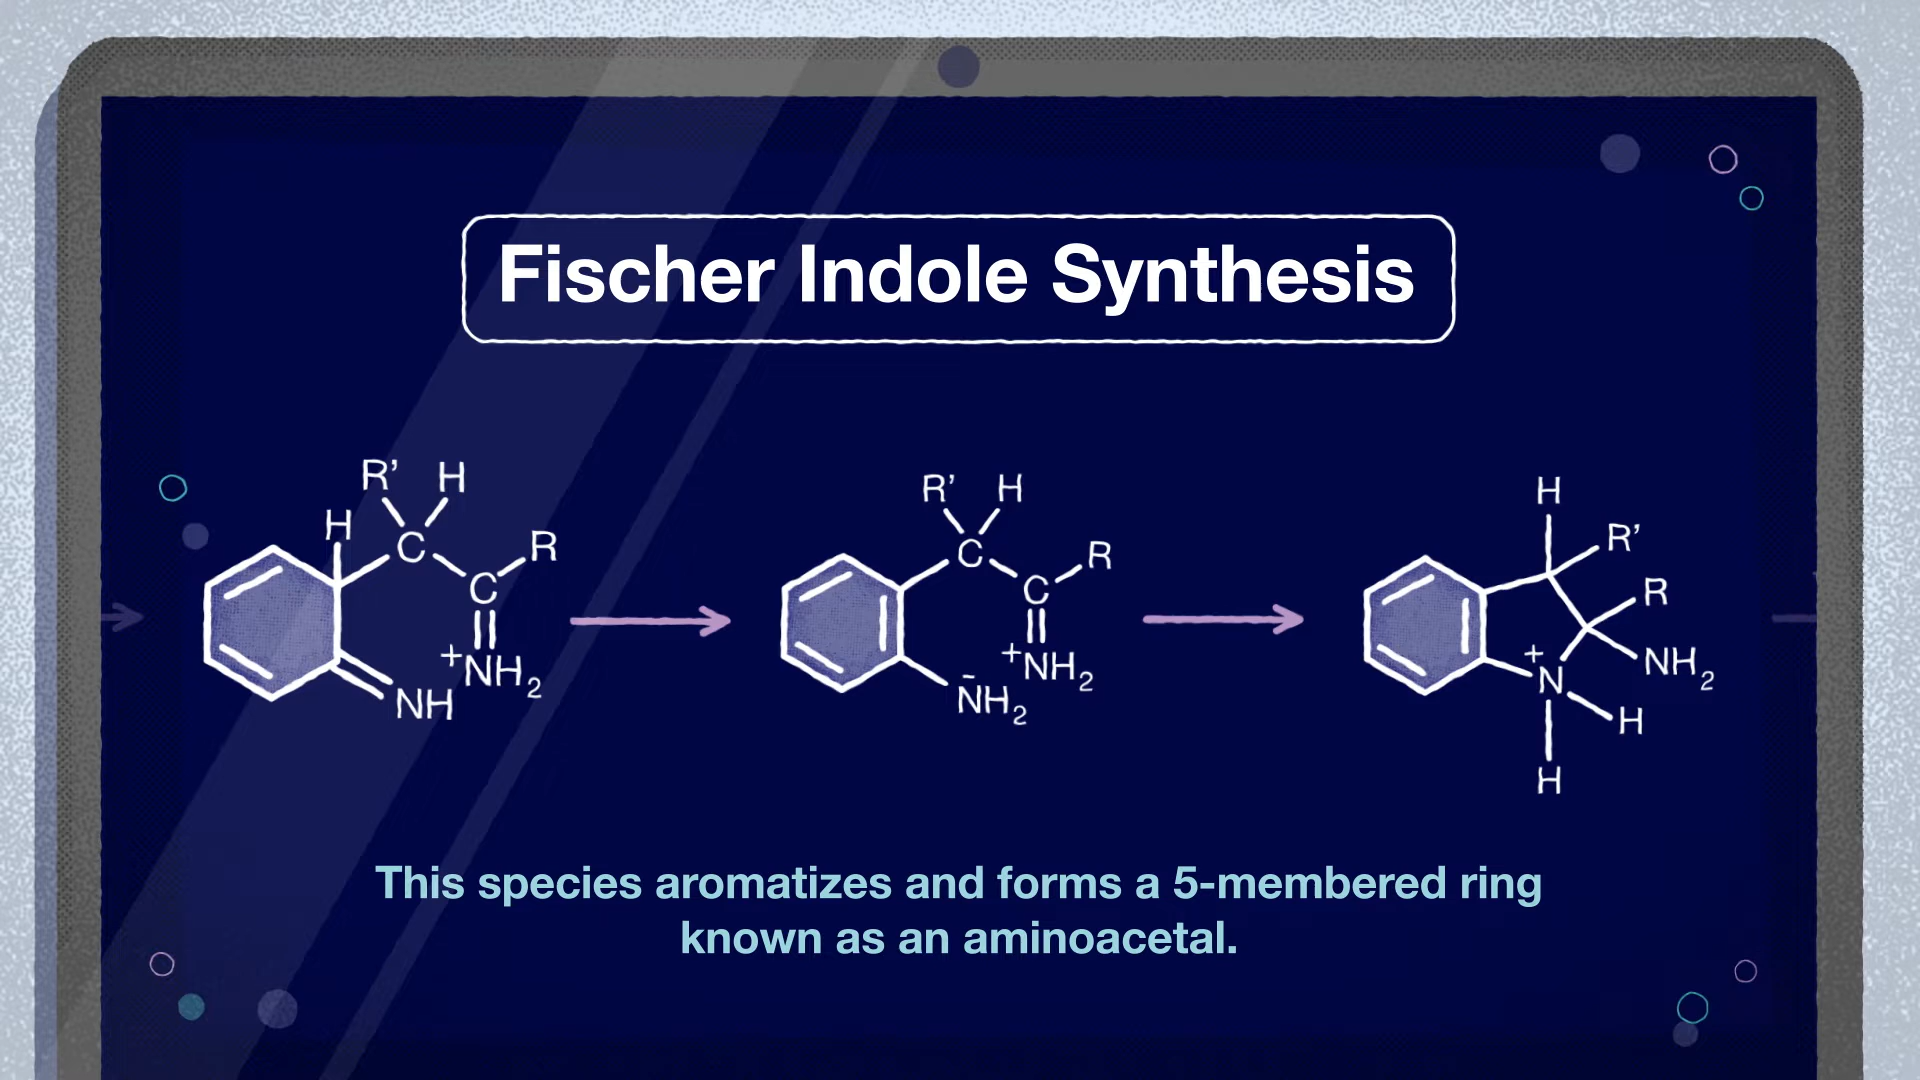 Fischer Indole Synthesis
R’ H
H
C
R
C
+NH2
NH
R’ H
C
R
C
+NH2
-NH2
H
R’
R
+
N
NH2
H
H
This species aromatizes and forms a 5-membered ring
known as an aminoacetal.